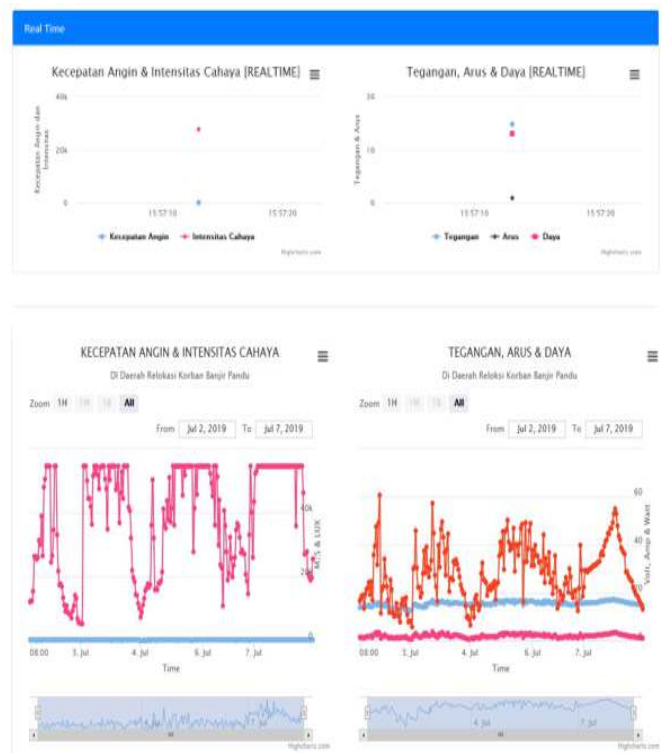 Real Time
Kecepatan Angin & Intensitas Cahaya [REALTIME]
40k
20k
0
Kecepatan Angin dan
Intensitas
15:57:10
15:57:20
Kecepatan Angin
Intensitas Cahaya
Highcharts.com
Tegangan, Arus & Daya [REALTIME]
10
0
Tegangan & Arus
15:57:10
15:57:20
Tegangan
Arus
Daya
Highcharts.com
KECEPATAN ANGIN & INTENSITAS CAHAYA
Di Daerah Relokasi Korban Banjir Pandu
Zoom 1H All
From Jul 2, 2019 To Jul 7, 2019
40k
20k
0
M/S & LUX
08:00
3. Jul
4. Jul
6. Jul
7. Jul
Time
7. Jul
Highcharts.com
TEGANGAN, ARUS & DAYA
Di Daerah Reloksi Korban Banjir Pandu
Zoom 1H All
From Jul 2, 2019 To Jul 7, 2019
60
40
20
Volt, Amp & Want
08:00
3. Jul
4. Jul
6. Jul
7. Jul
Time
4. Jul
7. Jul
Highcharts.com